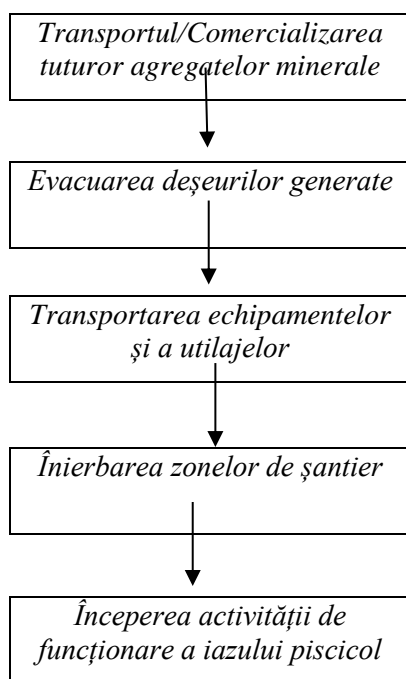 Transportul/Comercializarea
tuturor agregatelor minerale
Evacuarea deșeurilor generate
Transportarea echipamentelor
și a utilajelor
Înierbarea zonelor de șantier
Începerea activității de
funcționare a iazului piscicol